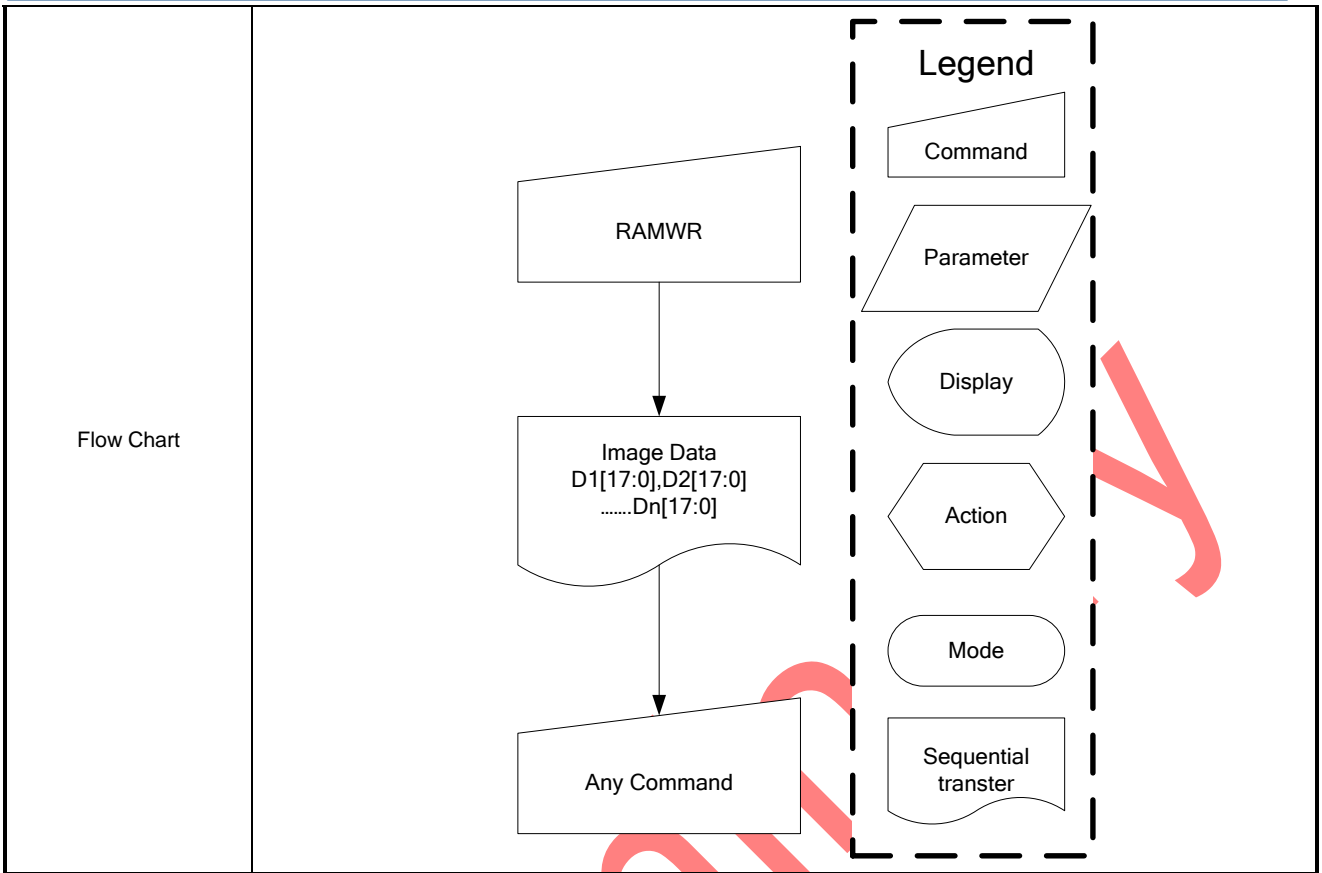 Flow Chart
RAMWR
Image Data
D1[17:0],D2[17:0]
.......Dn[17:0]
Any Command
Legend
Command
Parameter
Display
Action
Mode
Sequential
transter